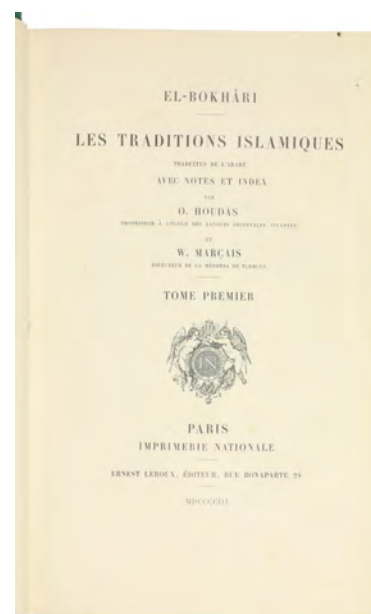 EL-BOKHÂRI
LES TRADITIONS ISLAMIQUES
TRADUITES DE L'ARABE
AVEC NOTES ET INDEX
PAR
O. HOUDAS
PROFESSEUR À L'ÉCOLE DES LANGUES ORIENTALES VIVANTES
ET
W. MARÇAIS
DIRECTEUR DE LA MÉDERSA DE TLEMCEN
TOME PREMIER
IN
PARIS
IMPRIMERIE NATIONALE
ERNEST LEROUX, ÉDITEUR, RUE BONAPARTE 28